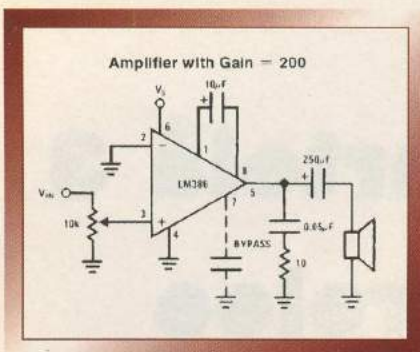 Amplifier with Gain = 200
10µF
+
VS
6
2
−
1
8
250µF
+
LM386
5
VIN
7
10k
3
+
0.05µF
4
BYPASS
10